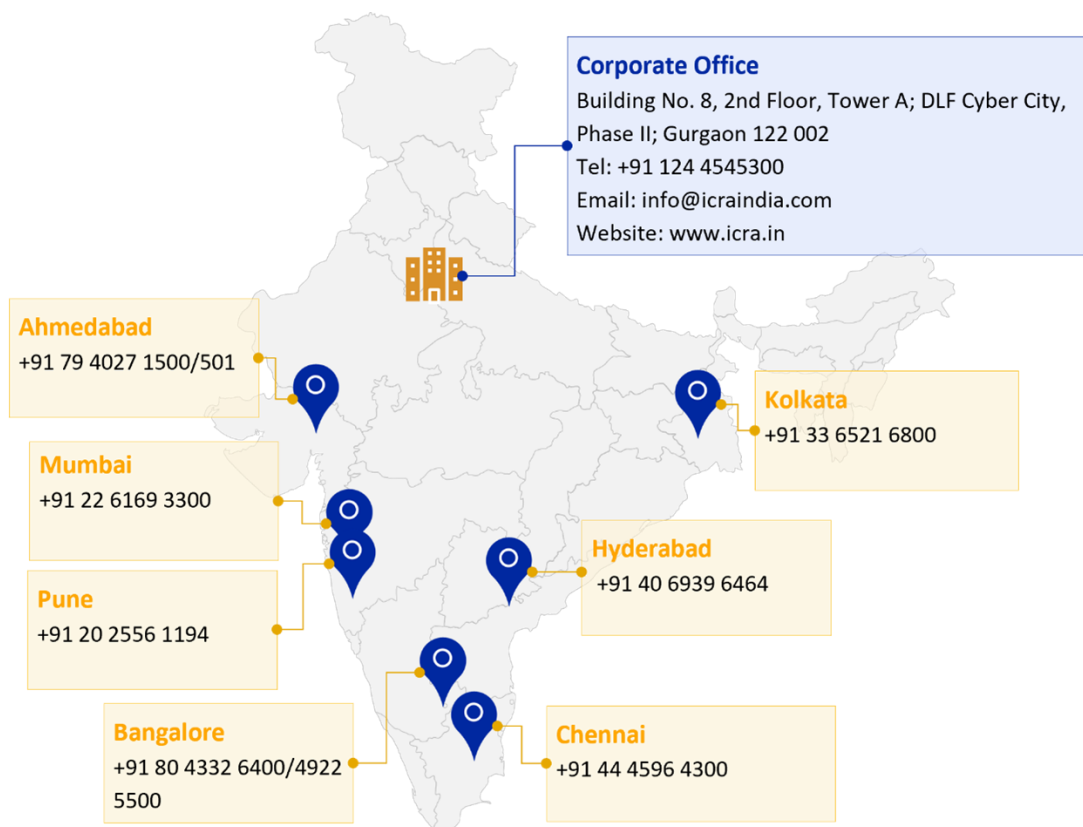 Corporate Office
Building No. 8, 2nd Floor, Tower A; DLF Cyber City,
Phase II; Gurgaon 122 002
Tel: +91 124 4545300
Email: info@icraindia.com
Website: www.icra.in
Ahmedabad
+91 79 4027 1500/501
Kolkata
+91 33 6521 6800
Mumbai
+91 22 6169 3300
Hyderabad
+91 40 6939 6464
Pune
+91 20 2556 1194
Bangalore
+91 80 4332 6400/4922
5500
Chennai
+91 44 4596 4300